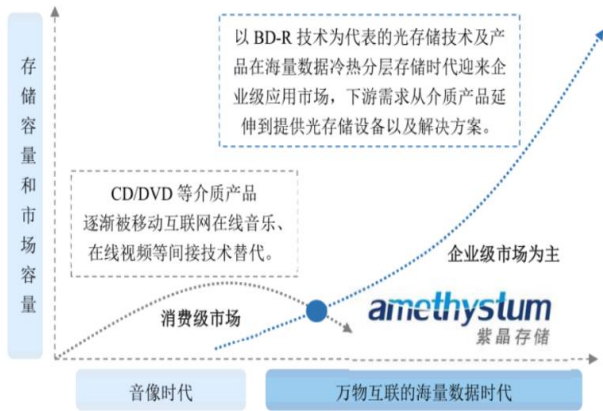 以 BD-R 技术为代表的光存储技术及产
品在海量数据冷热分层存储时代迎来企
业级应用市场，下游需求从介质产品延
伸到提供光存储设备以及解决方案。
存储容量和市场容量
CD/DVD 等介质产品
逐渐被移动互联网在线音乐、
在线视频等间接技术替代。
企业级市场为主
消费级市场
amethystum
紫晶存储
音像时代
万物互联的海量数据时代